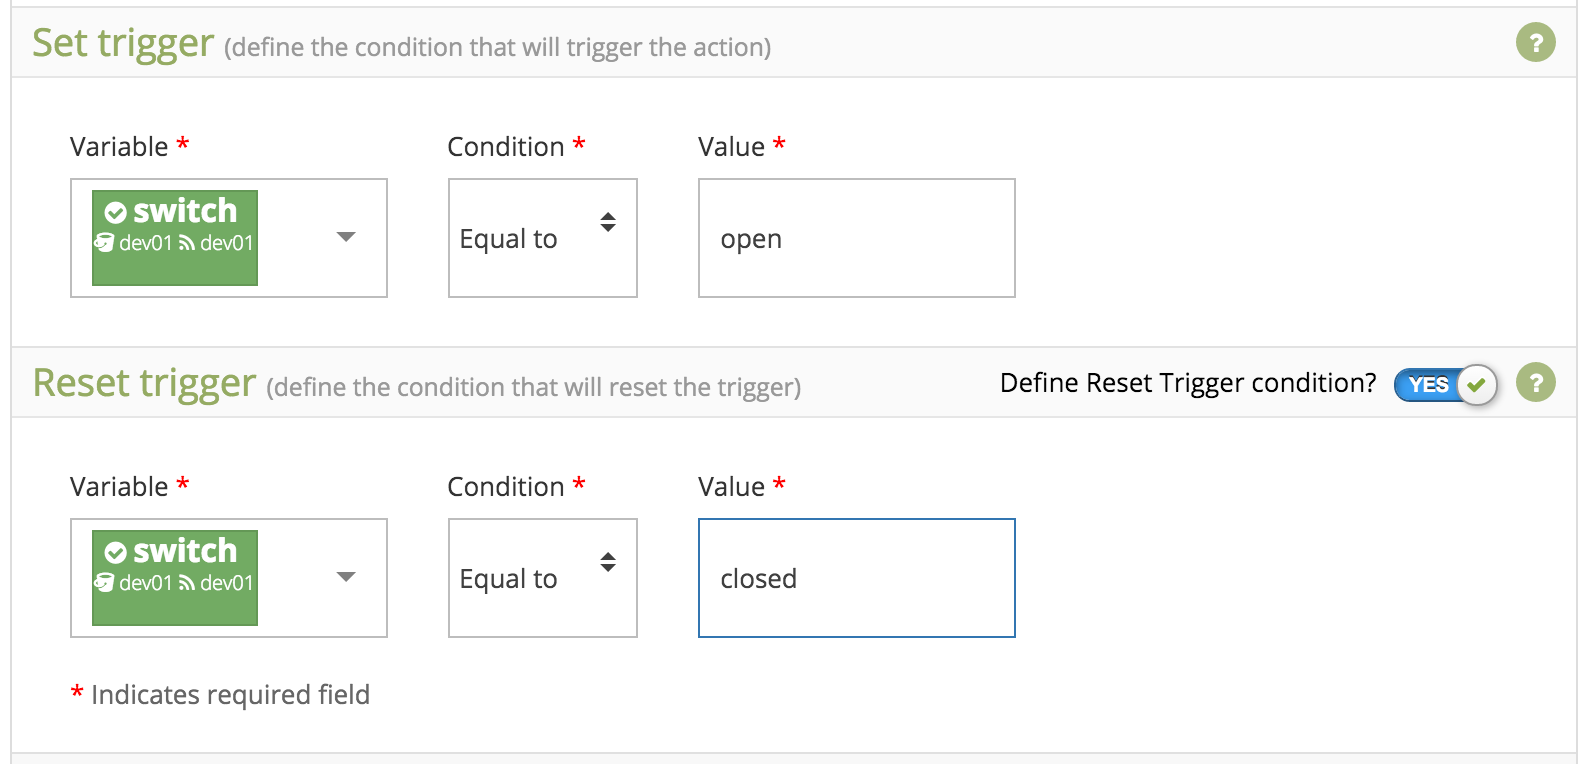 Set trigger (define the condition that will trigger the action) ?
Variable * Condition * Value *
switch
dev01 dev01
Equal to
open
Reset trigger (define the condition that will reset the trigger) Define Reset Trigger condition? YES ?
Variable * Condition * Value *
switch
dev01 dev01
Equal to
closed
* Indicates required field